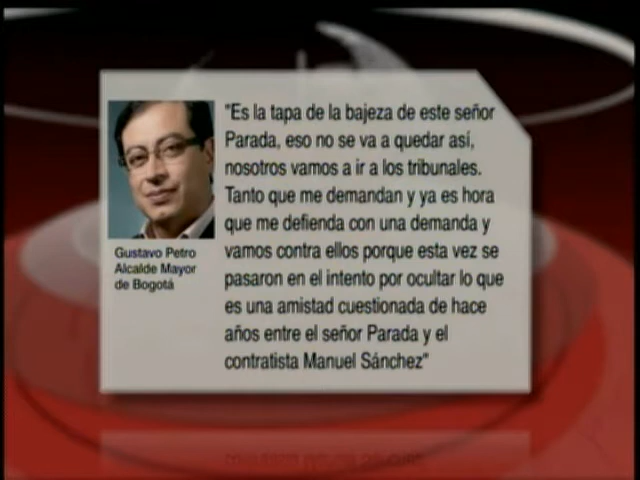 "Es la tapa de la bajeza de este señor
Parada, eso no se va a quedar así,
nosotros vamos a ir a los tribunales.
Tanto que me demandan y ya es hora
que me defienda con una demanda y
vamos contra ellos porque esta vez se
pasaron en el intento por ocultar lo que
es una amistad cuestionada de hace
años entre el señor Parada y el
contratista Manuel Sánchez"
Gustavo Petro
Alcalde Mayor
de Bogotá